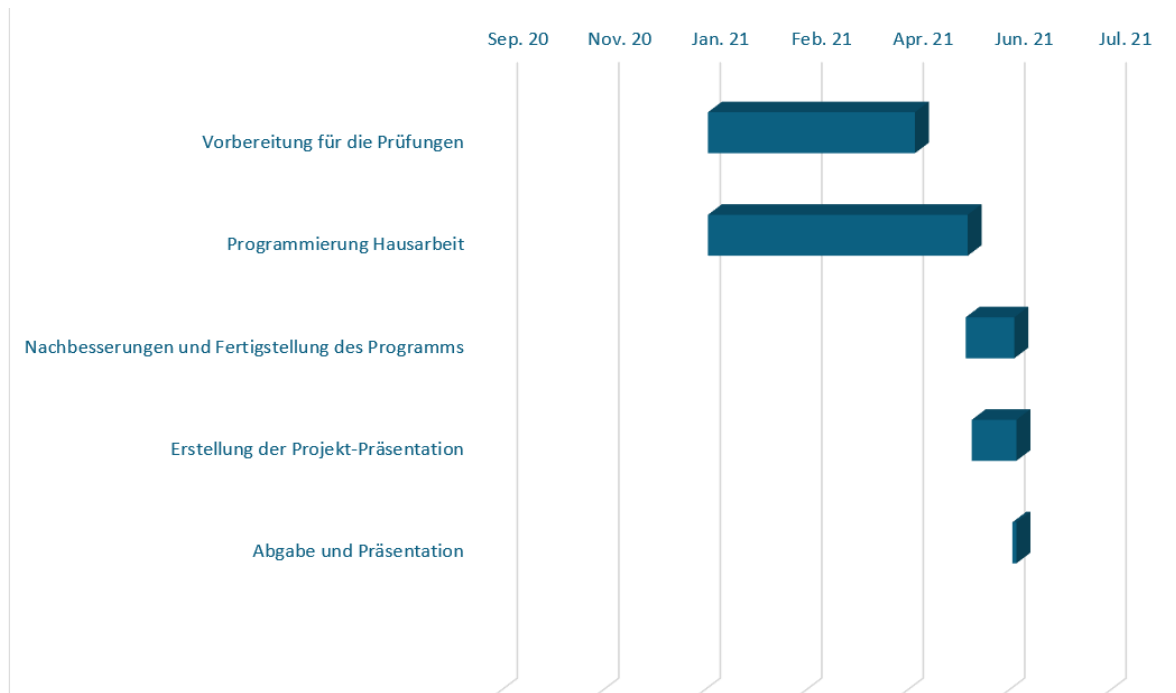 Sep. 20 Nov. 20 Jan. 21 Feb. 21 Apr. 21 Jun. 21 Jul. 21
Vorbereitung für die Prüfungen
Programmierung Hausarbeit
Nachbesserungen und Fertigstellung des Programms
Erstellung der Projekt-Präsentation
Abgabe und Präsentation